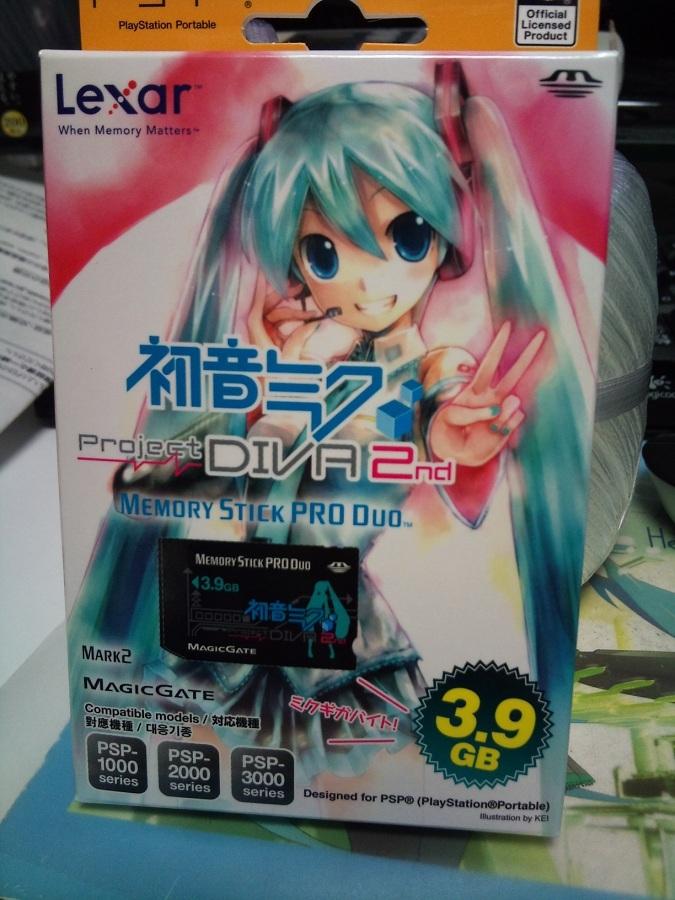 PlayStation Portable
Official
Licensed
Product
Lexar™
When Memory Matters™
初音ミク
Project DIVA 2nd
MEMORY STICK PRO DUO™
MEMORY STICK PRO DUO
3.9GB
初音ミク
Project DIVA 2nd
MAGICGATE
MARK2
MAGICGATE
ミクギガバイト!
3.9
GB
Compatible models / 対応機種
對應機種 / 대응기종
PSP-
1000
series
PSP-
2000
series
PSP-
3000
series
Designed for PSP® (PlayStation®Portable)
Illustration by KEI